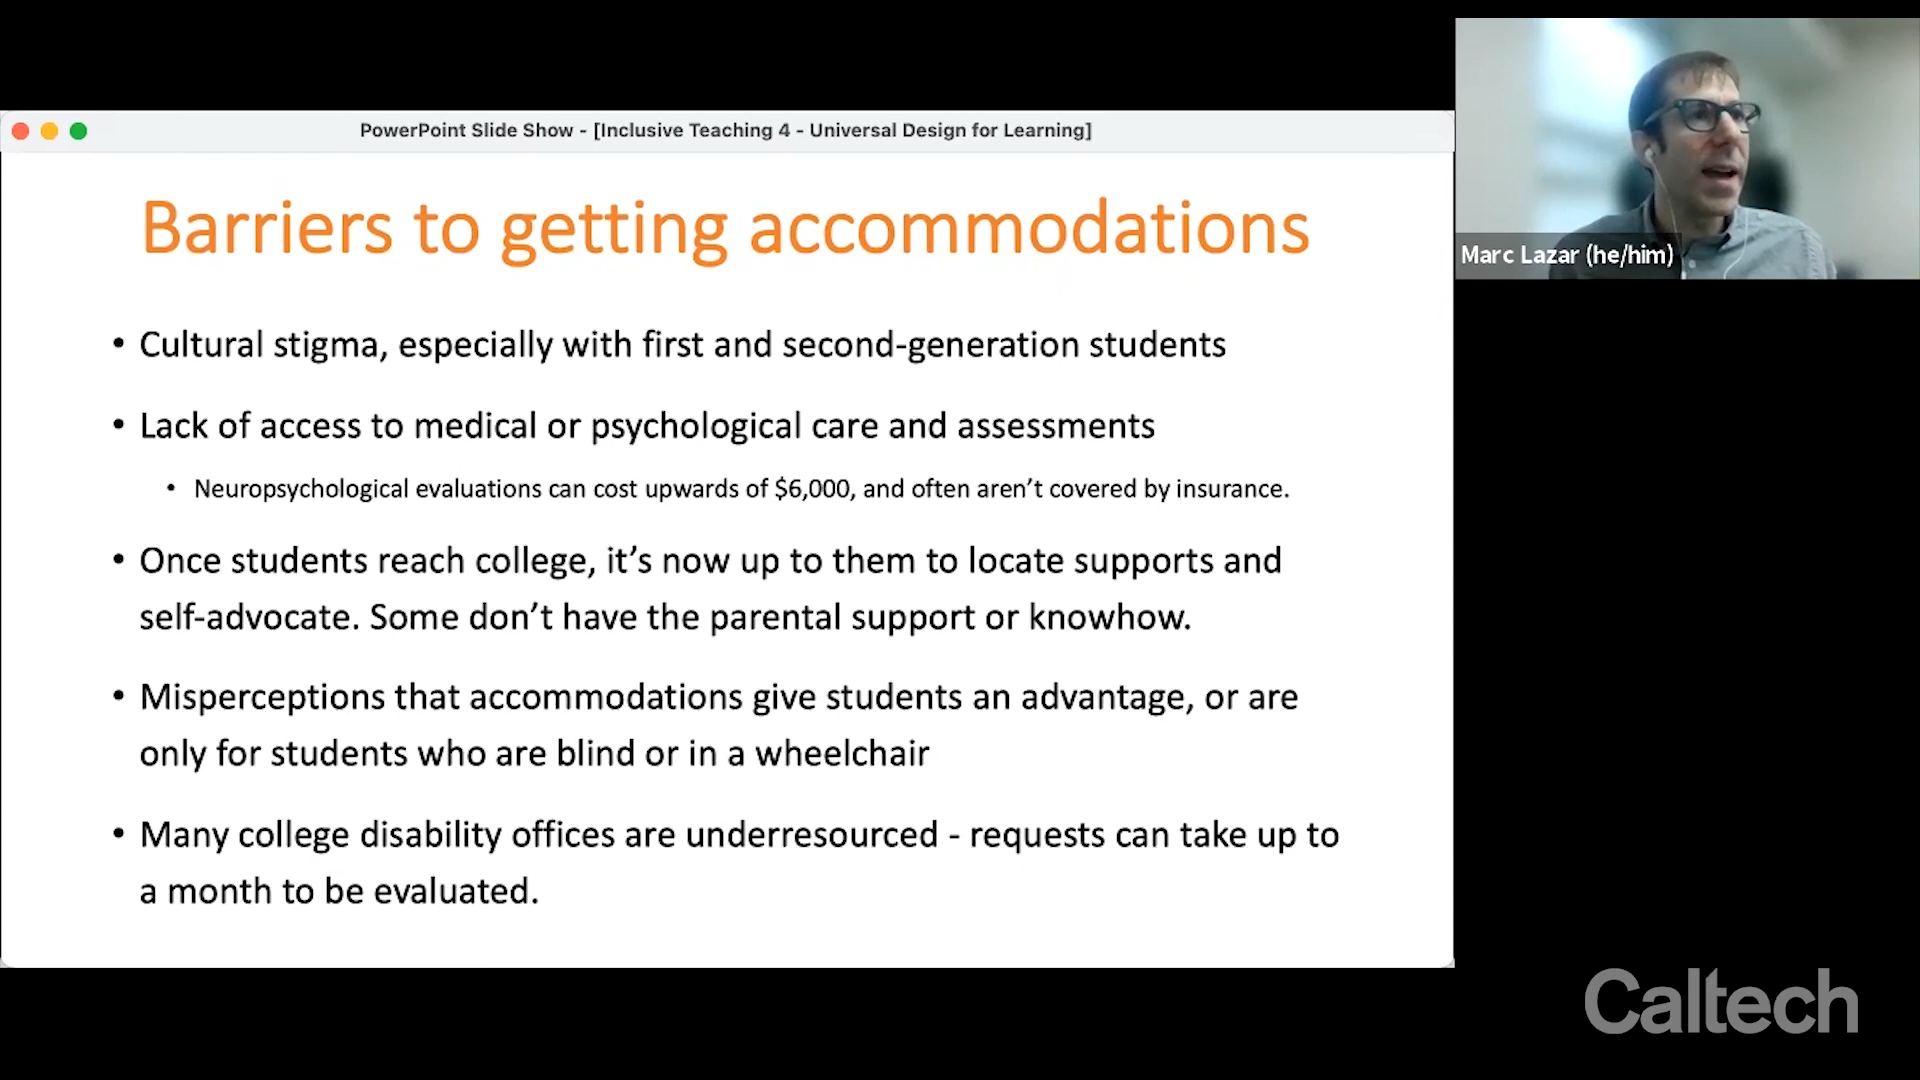 PowerPoint Slide Show - [Inclusive Teaching 4 - Universal Design for Learning]
Barriers to getting accommodations
• Cultural stigma, especially with first and second-generation students
• Lack of access to medical or psychological care and assessments
• Neuropsychological evaluations can cost upwards of $6,000, and often aren’t covered by insurance.
• Once students reach college, it’s now up to them to locate supports and
self-advocate. Some don’t have the parental support or knowhow.
• Misperceptions that accommodations give students an advantage, or are
only for students who are blind or in a wheelchair
• Many college disability offices are underresourced - requests can take up to
a month to be evaluated.
Marc Lazar (he/him)
Caltech